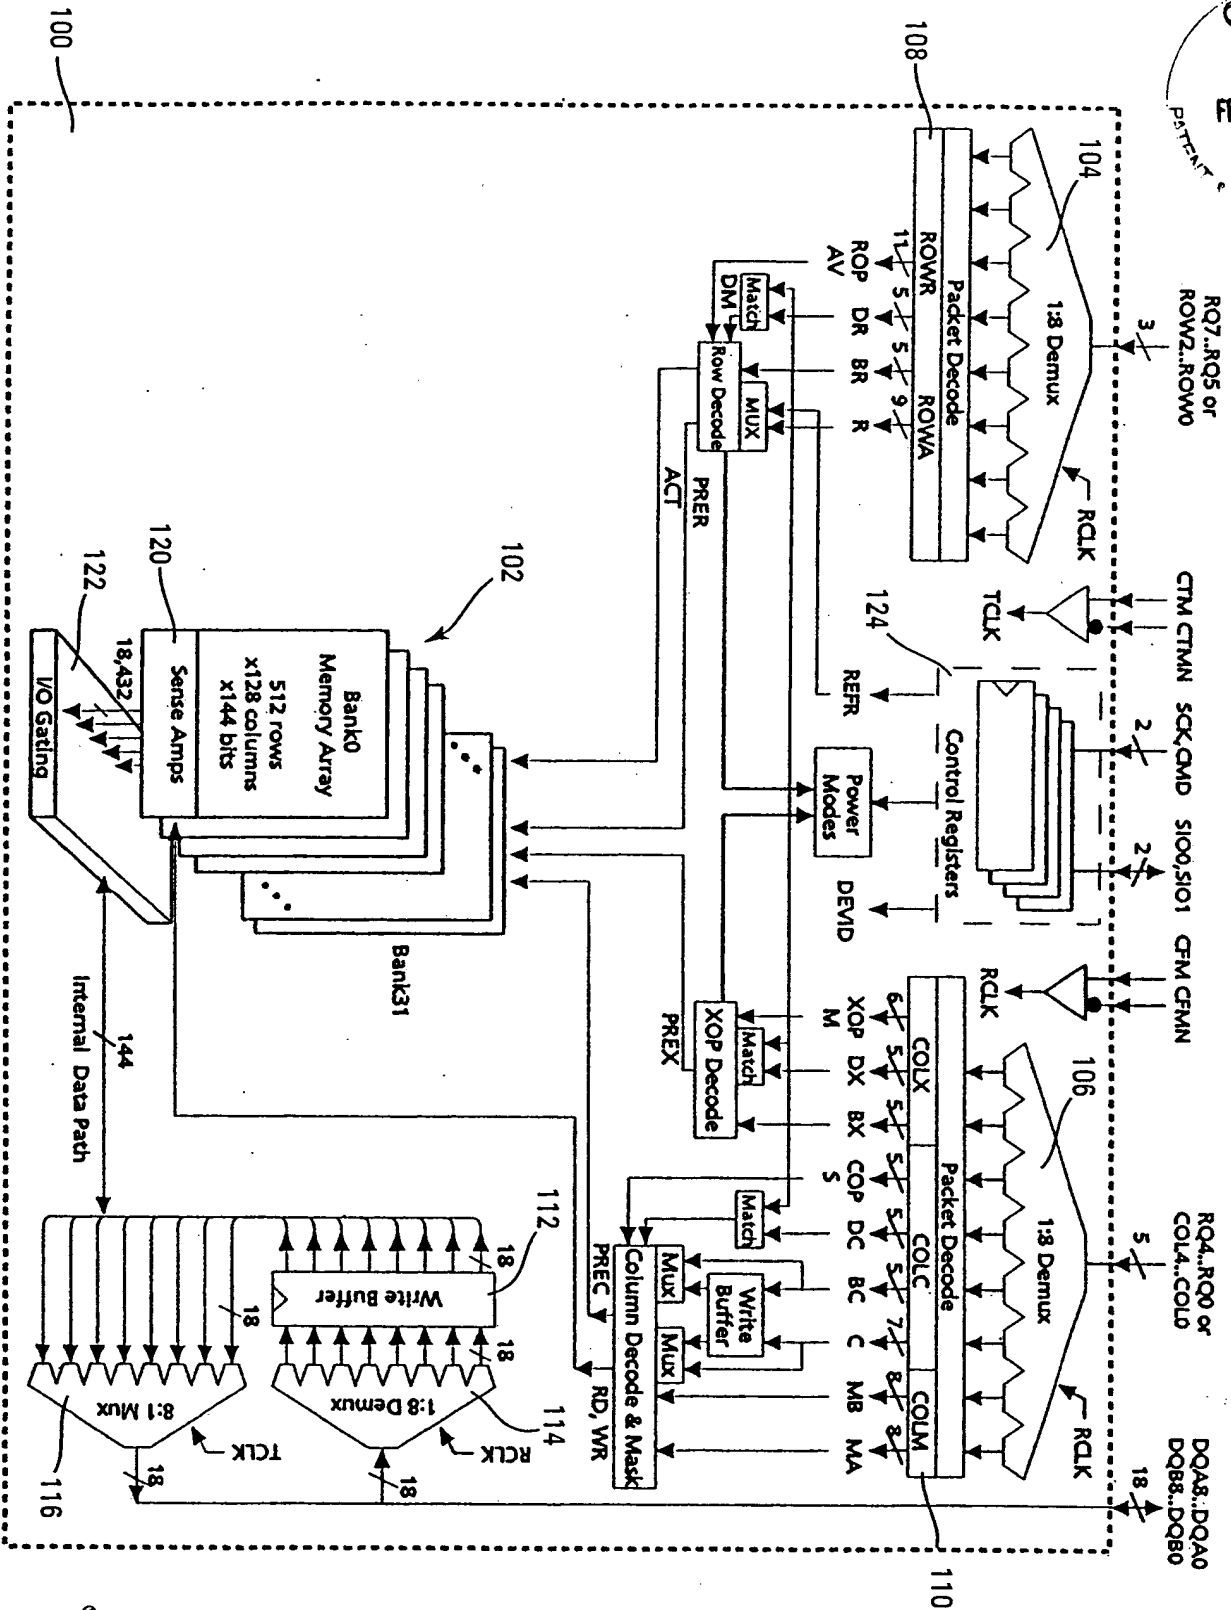 PATENT &
RQ7..RQ5 or
ROW2..ROW0
3
CTM CTMN
SCK,CMD
2
SIO0,SIO1
2
CFM CFMN
RQ4..RQ0 or
COL4..COL0
5
DQA8..DQA0
DQB8..DQB0
18
104
1:8 Demux
RCLK
TCLK
RCLK
106
1:8 Demux
RCLK
108
Packet Decode
ROWR
ROWA
124
Control Registers
Packet Decode
COLX
COLC
COLM
110
11
5
5
9
ROP
AV
DR
BR
R
REFR
Power
Modes
DEVID
6
5
5
5
5
5
7
8
8
XOP
M
DX
BX
COP
S
DC
BC
C
MB
MA
Match
DM
MUX
Row Decode
Match
XOP Decode
Match
Write
Buffer
Mux
Mux
Column Decode & Mask
PRER
ACT
PREX
PREC
RD, WR
102
Bank31
Bank0
Memory Array
512 rows
x128 columns
x144 bits
120
Sense Amps
122
18,432
I/O Gating
144
Internal Data Path
112
18
Write Buffer
18
1:8 Demux
RCLK
114
18
18
8:1 Mux
TCLK
116
18
100